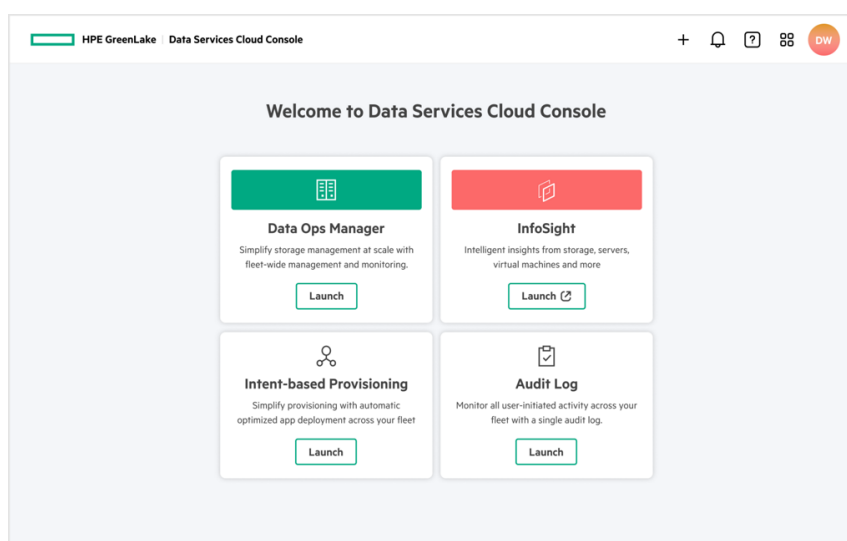 HPE GreenLake Data Services Cloud Console
DW
Welcome to Data Services Cloud Console
Data Ops Manager
Simplify storage management at scale with
fleet-wide management and monitoring.
Launch
InfoSight
Intelligent insights from storage, servers,
virtual machines and more
Launch
Intent-based Provisioning
Simplify provisioning with automatic
optimized app deployment across your fleet
Launch
Audit Log
Monitor all user-initiated activity across your
fleet with a single audit log.
Launch